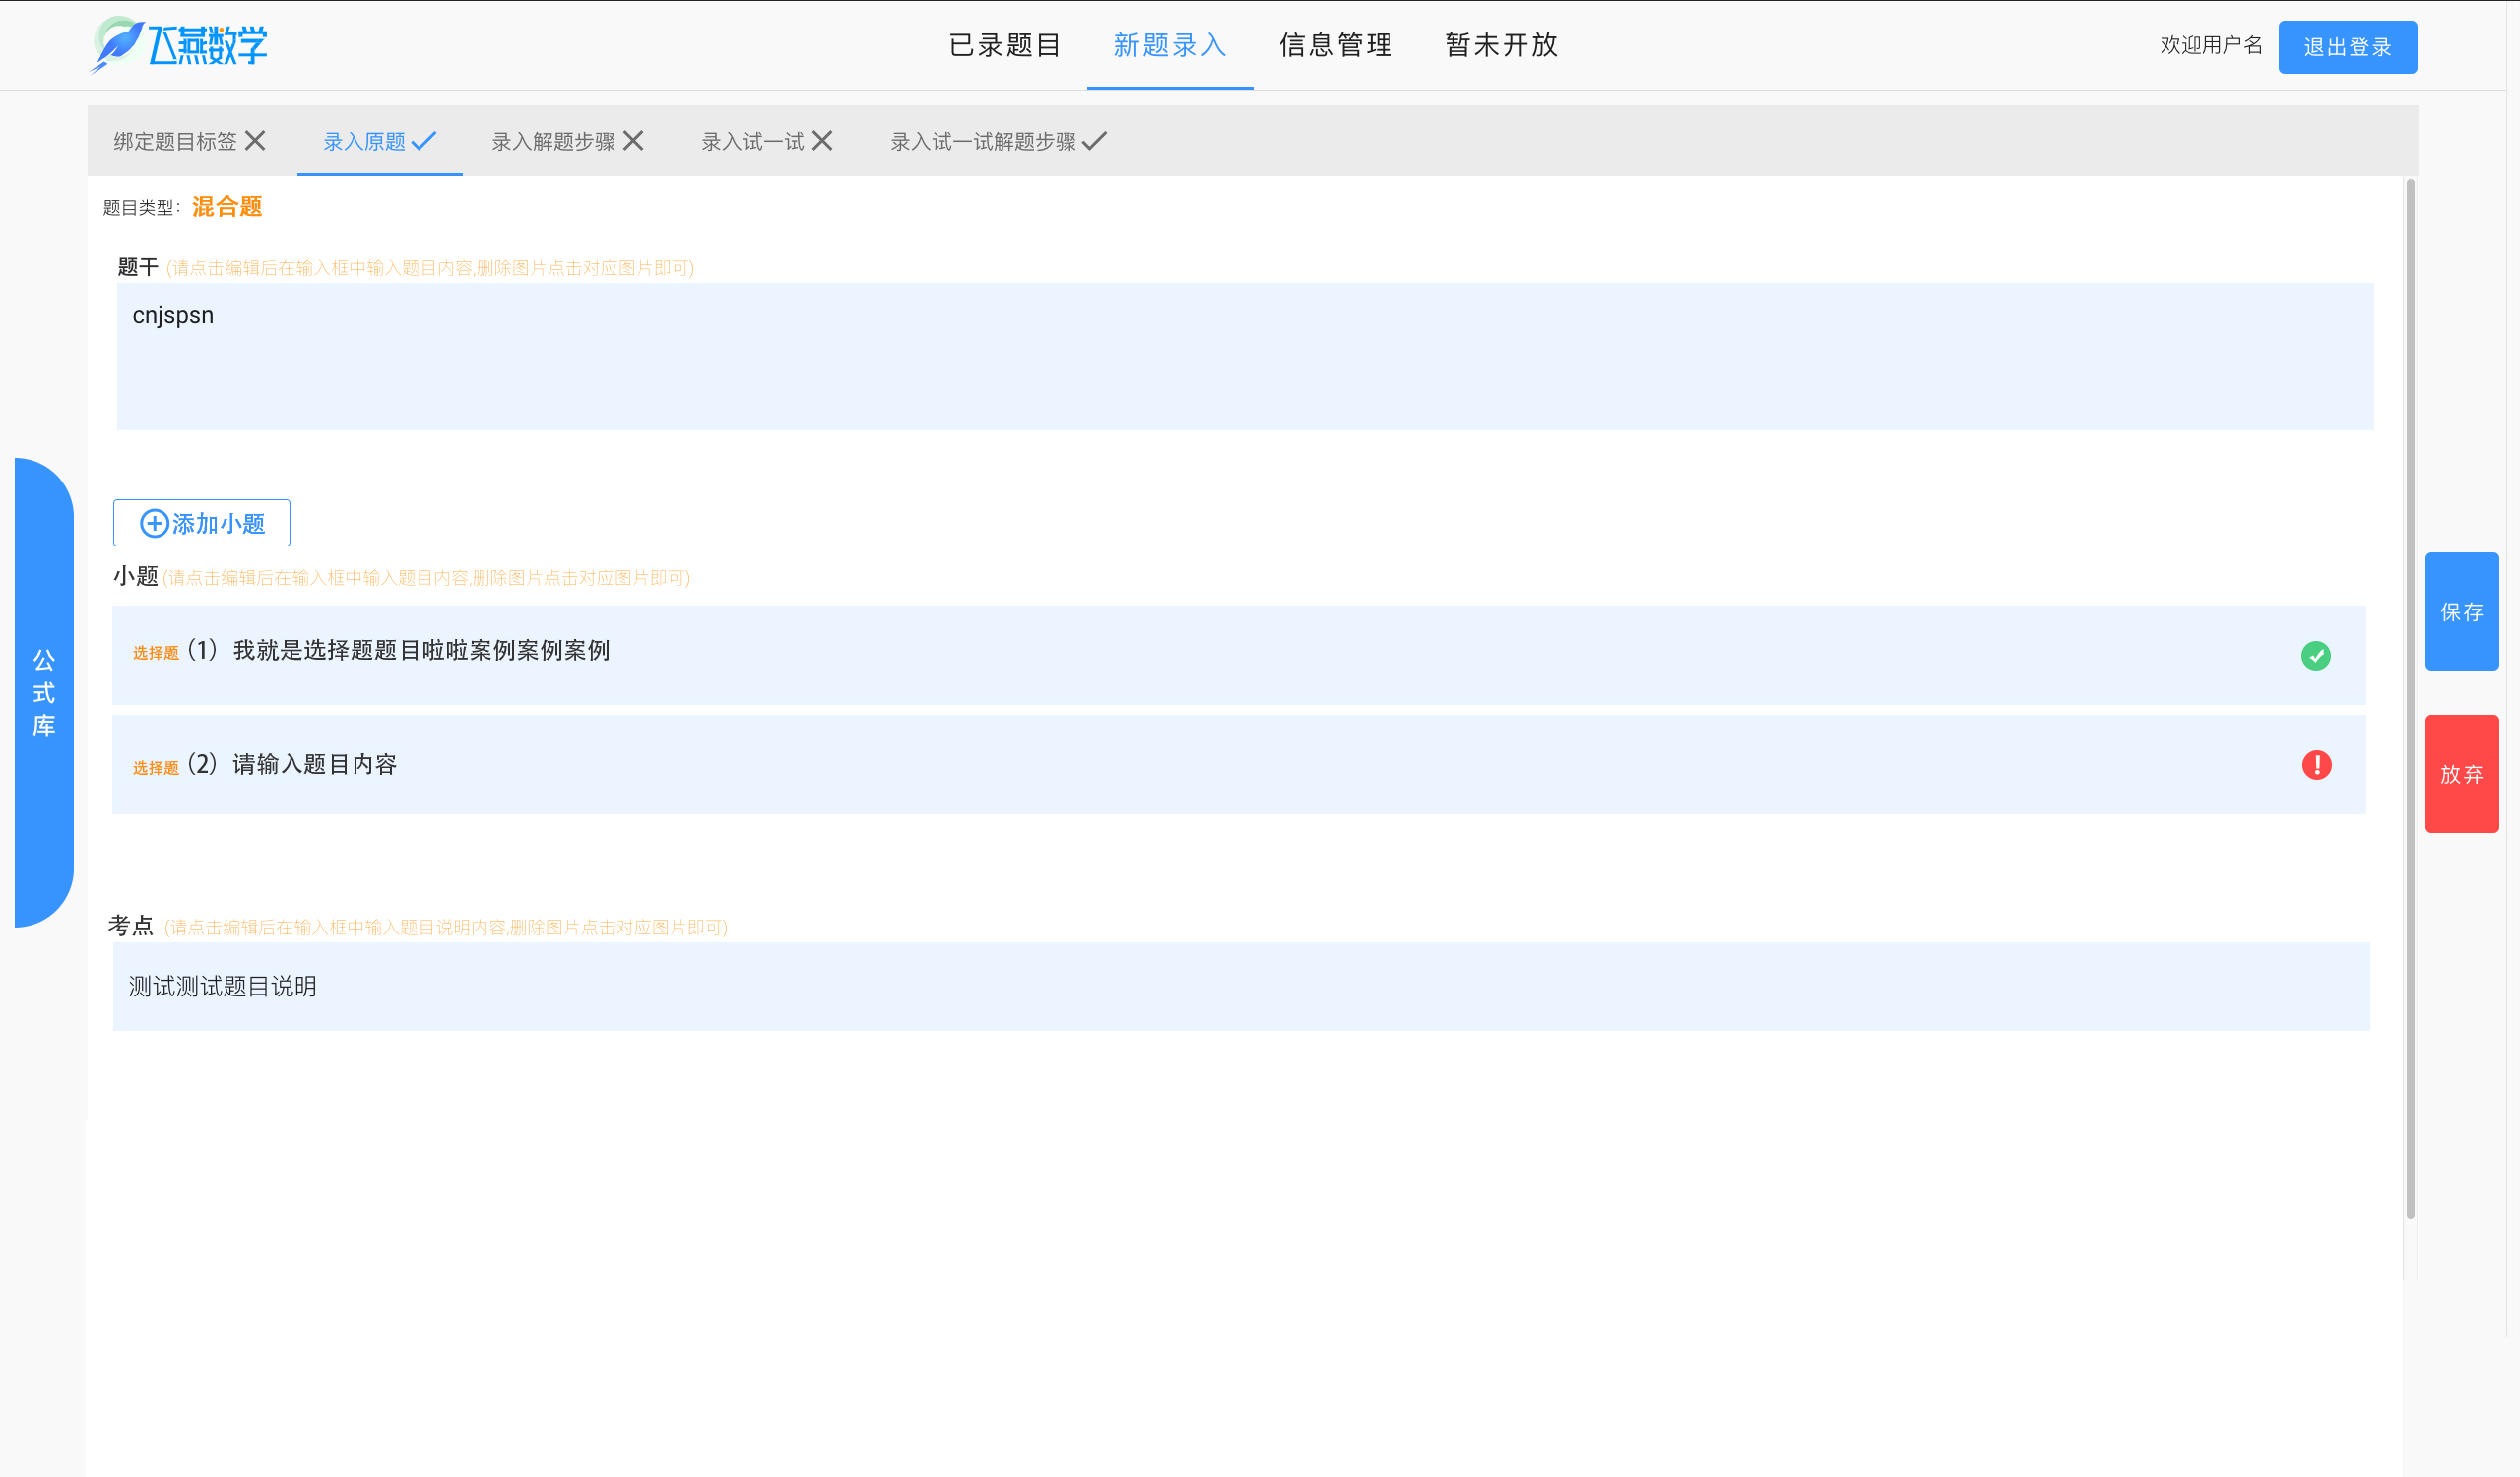 飞燕数学
已录题目 新题录入 信息管理 暂未开放
欢迎用户名 退出登录
绑定题目标签 录入原题 录入解题步骤 录入试一试 录入试一试解题步骤
题目类型: 混合题
题干 (请点击编辑后在输入框中输入题目内容,删除图片点击对应图片即可)
cnjspsn
添加小题
小题 (请点击编辑后在输入框中输入题目内容,删除图片点击对应图片即可)
选择题 (1) 我就是选择题题目啦啦案例案例案例
选择题 (2) 请输入题目内容
考点 (请点击编辑后在输入框中输入题目说明内容,删除图片点击对应图片即可)
测试测试题目说明
公式库
保存
放弃